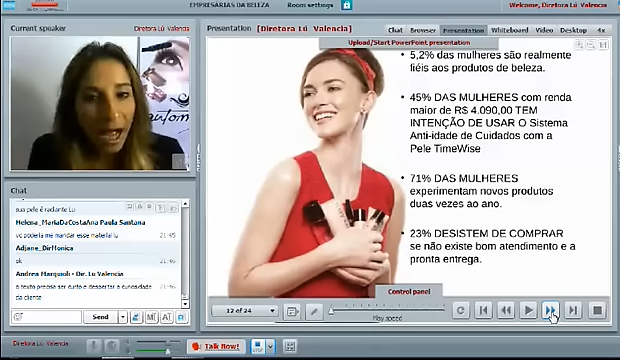 EMPRESÁRIAS DA BELEZA
Room settings
Welcome, Diretora Lú Valencia
Current speaker
Diretora Lú Valencia
Presentation
[Diretora Lú Valencia]
Chat
Browser
Presentation
Whiteboard
Video
Desktop
4x
Upload/Start PowerPoint presentation
• 5,2% das mulheres são realmente
fiéis aos produtos de beleza.
• 45% DAS MULHERES com renda
maior de R$ 4.090,00 TEM
INTENÇÃO DE USAR O Sistema
Anti-idade de Cuidados com a
Pele TimeWise
• 71% DAS MULHERES
experimentam novos produtos
duas vezes ao ano.
• 23% DESISTEM DE COMPRAR
se não existe bom atendimento e a
pronta entrega.
Chat
sua pele é radiante Lu
Helena_MariaDaCostaAna Paula Santana
vc poderia me mandar esse material lu
21:45
Adjane_DirMonica
ok
21:46
Andrea Marquioli - Dir. Lu Valencia
o texto precisa ser curto e despertar a curiosidade
21:46
da cliente
Send
Control panel
12 of 24
Play speed
Diretora Lú Valencia
Talk Now!
STOP